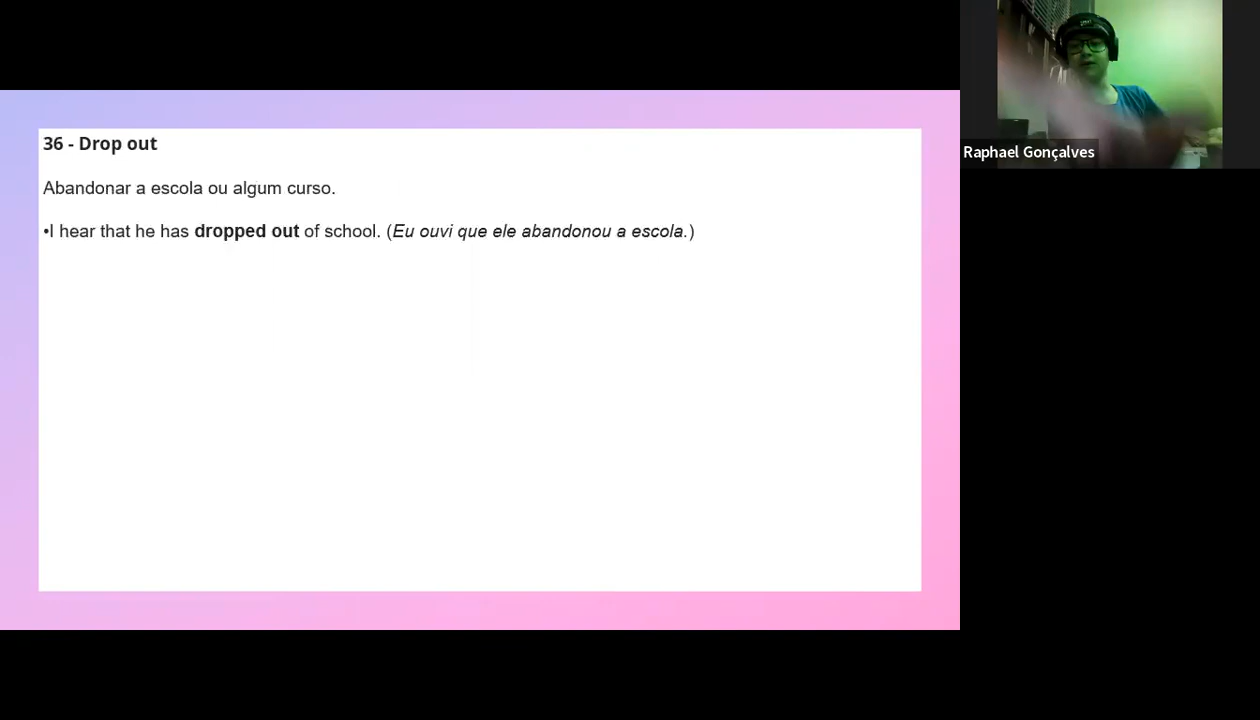 36 - Drop out
Abandonar a escola ou algum curso.
•I hear that he has dropped out of school. (Eu ouvi que ele abandonou a escola.)
Raphael Gonçalves